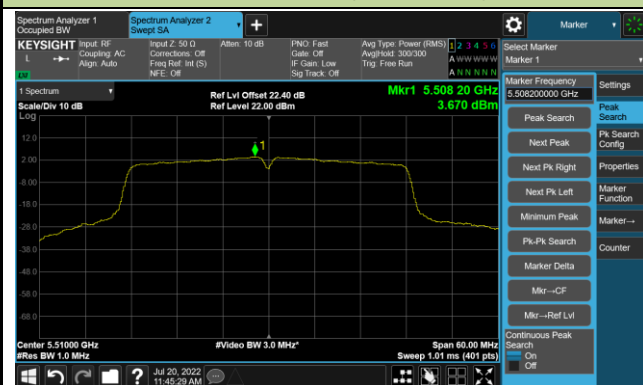 Spectrum Analyzer 1
Occupied BW
Spectrum Analyzer 2
Swept SA
Marker
KEYSIGHT
L
Input: RF
Coupling: AC
Align: Auto
Input Z: 50 Ω
Corrections: Off
Freq Ref: Int (S)
NFE: Off
Atten: 10 dB
PNO: Fast
Gate: Off
IF Gain: Low
Sig Track: Off
Avg Type: Power (RMS)
Avg|Hold: 300/300
Trig: Free Run
1 2 3 4 5 6
A W W W W W
A N N N N N
1 Spectrum
Scale/Div 10 dB
Log
Ref Lvl Offset 22.40 dB
Ref Level 22.00 dBm
Mkr1 5.508 20 GHz
3.670 dBm
1
12.0
2.00
-8.00
-18.0
-28.0
-38.0
-48.0
-58.0
-68.0
Center 5.51000 GHz
#Res BW 1.0 MHz
#Video BW 3.0 MHz*
Span 60.00 MHz
Sweep 1.01 ms (401 pts)
Jul 20, 2022
11:45:29 AM
Select Marker
Marker 1
Marker Frequency
5.508200000 GHz
Peak Search
Next Peak
Next Pk Right
Next Pk Left
Minimum Peak
Pk-Pk Search
Marker Delta
Mkr→CF
Mkr→Ref Lvl
Continuous Peak
Search
On
Off
Settings
Peak
Search
Pk Search
Config
Properties
Marker
Function
Marker→
Counter